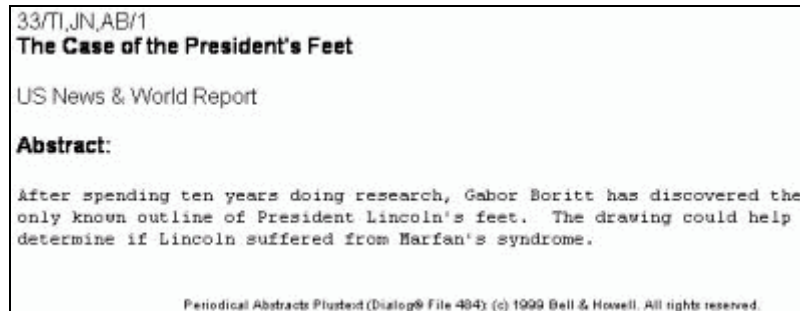 33/TI,JN,AB/1
The Case of the President's Feet
US News & World Report
Abstract:
After spending ten years doing research, Gabor Boritt has discovered the
only known outline of President Lincoln's feet. The drawing could help
determine if Lincoln suffered from Marfan's syndrome.
Periodical Abstracts Plustext (Dialog® File 484): (c) 1999 Bell & Howell. All rights reserved.